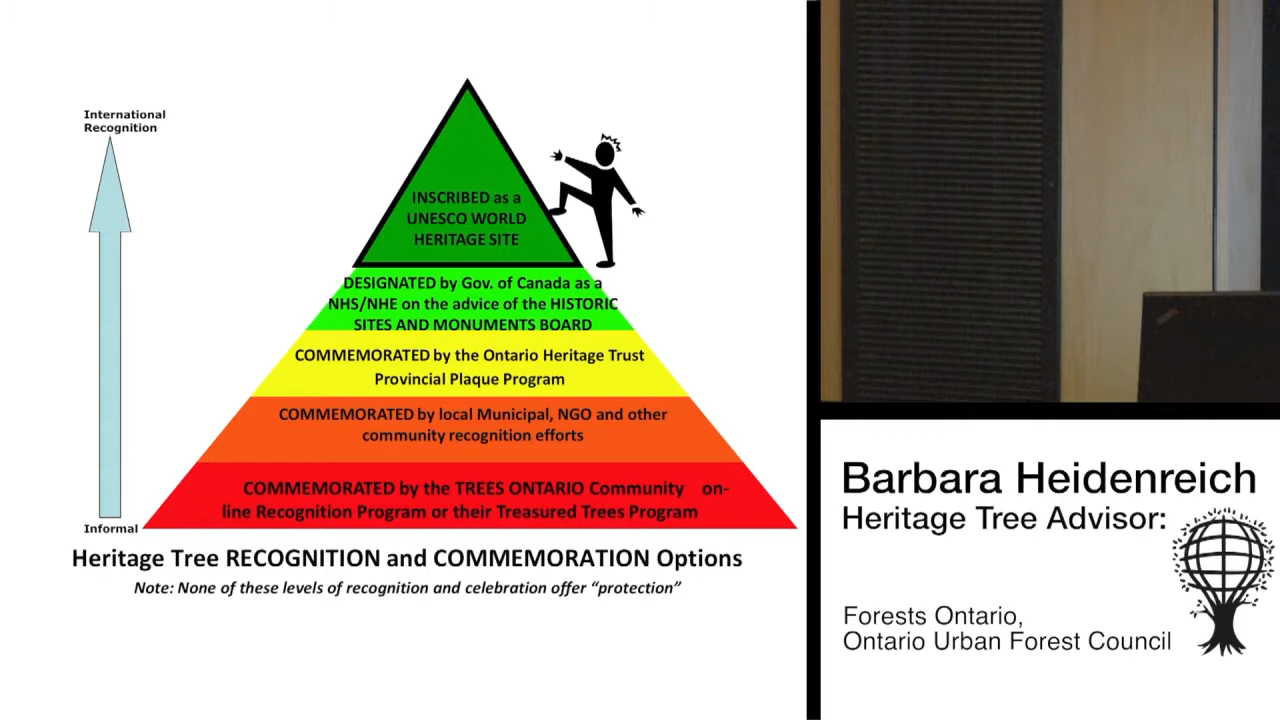 International
Recognition
INSCRIBED as a
UNESCO WORLD
HERITAGE SITE
DESIGNATED by Gov. of Canada as a
NHS/NHE on the advice of the HISTORIC
SITES AND MONUMENTS BOARD
COMMEMORATED by the Ontario Heritage Trust
Provincial Plaque Program
COMMEMORATED by local Municipal, NGO and other
community recognition efforts
COMMEMORATED by the TREES ONTARIO Community on-
line Recognition Program or their Treasured Trees Program
Informal
Heritage Tree RECOGNITION and COMMEMORATION Options
Note: None of these levels of recognition and celebration offer “protection”
Barbara Heidenreich
Heritage Tree Advisor:
Forests Ontario,
Ontario Urban Forest Council